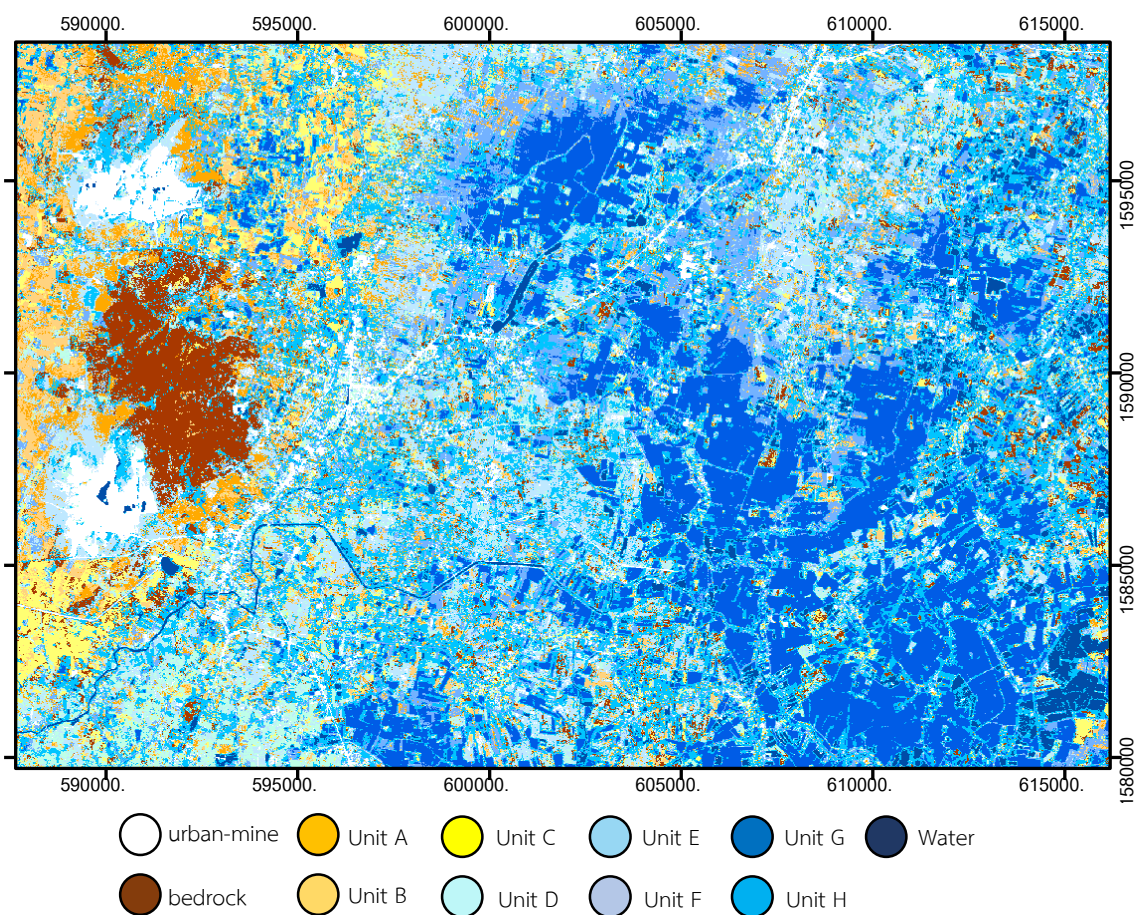 590000. 595000. 600000. 605000. 610000. 615000.
1595000
1590000
1585000
1580000
590000. 595000. 600000. 605000. 610000. 615000.
urban-mine Unit A Unit C Unit E Unit G Water
bedrock Unit B Unit D Unit F Unit H